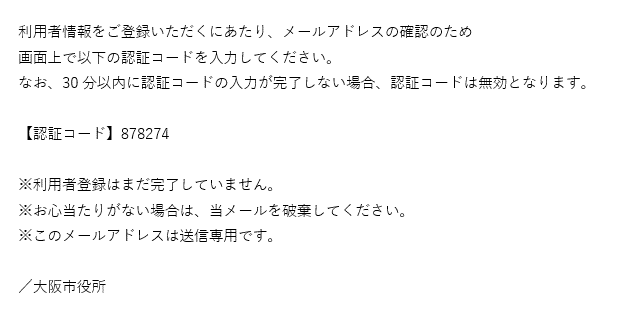 利用者情報をご登録いただくにあたり、メールアドレスの確認のため
画面上で以下の認証コードを入力してください。
なお、30 分以内に認証コードの入力が完了しない場合、認証コードは無効となります。
【認証コード】878274
※利用者登録はまだ完了していません。
※お心当たりがない場合は、当メールを破棄してください。
※このメールアドレスは送信専用です。
／大阪市役所